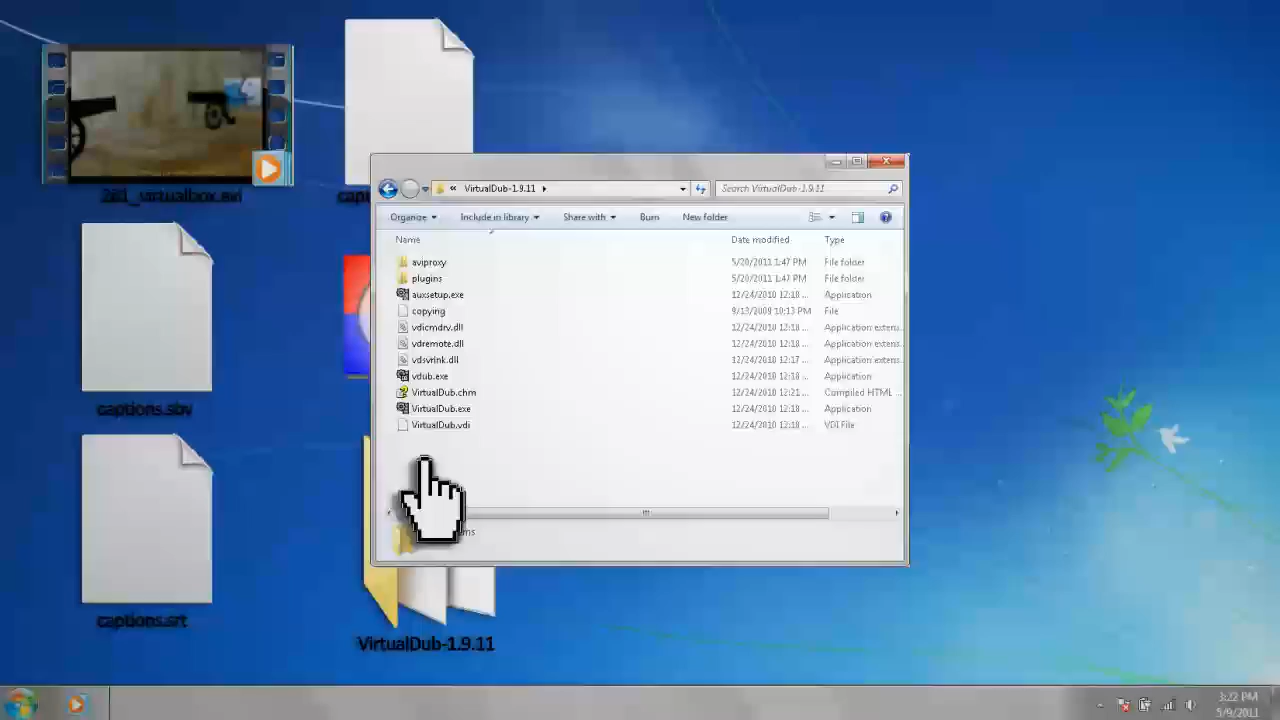 281_virtualbox.avi
captions.sbv
captions.srt
VirtualDub-1.9.11
« VirtualDub-1.9.11
Search VirtualDub-1.9.11
Organize Include in library Share with Burn New folder
Name Date modified Type
aviproxy 5/20/2011 1:47 PM File folder
plugins 5/20/2011 1:47 PM File folder
auxsetup.exe 12/24/2010 12:18 ... Application
copying 9/13/2009 10:13 PM File
vdicmdrv.dll 12/24/2010 12:18 ... Application extens...
vdremote.dll 12/24/2010 12:18 ... Application extens...
vdsvrlnk.dll 12/24/2010 12:17 ... Application extens...
vdub.exe 12/24/2010 12:18 ... Application
VirtualDub.chm 12/24/2010 12:21 ... Compiled HTML ...
VirtualDub.exe 12/24/2010 12:18 ... Application
VirtualDub.vdi 12/24/2010 12:18 ... VDI File
3:22 PM
5/9/2011